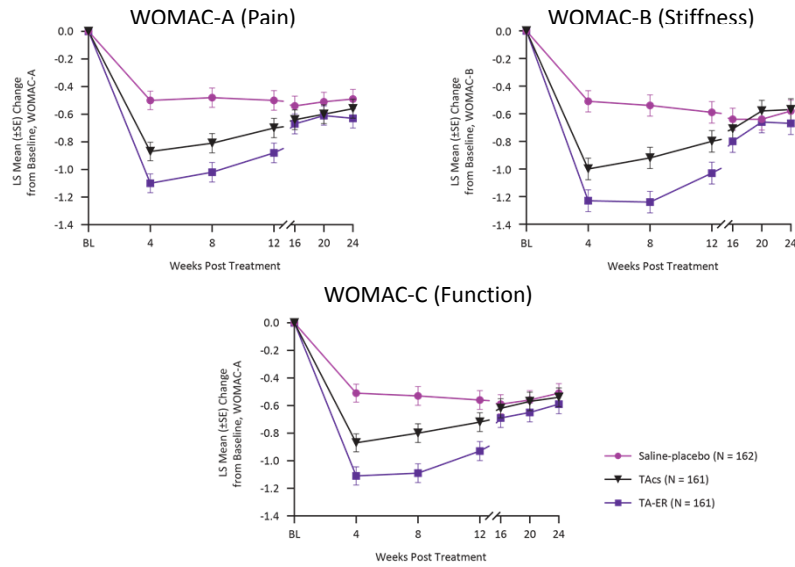 WOMAC-A (Pain)
0.0
-0.2
-0.4
-0.6
-0.8
-1.0
-1.2
-1.4
LS Mean (±SE) Change
from Baseline, WOMAC-A
BL 4 8 12 16 20 24
Weeks Post Treatment
WOMAC-B (Stiffness)
0.0
-0.2
-0.4
-0.6
-0.8
-1.0
-1.2
-1.4
LS Mean (±SE) Change
from Baseline, WOMAC-B
BL 4 8 12 16 20 24
Weeks Post Treatment
WOMAC-C (Function)
0.0
-0.2
-0.4
-0.6
-0.8
-1.0
-1.2
-1.4
LS Mean (±SE) Change
from Baseline, WOMAC-A
BL 4 8 12 16 20 24
Weeks Post Treatment
Saline-placebo (N = 162)
TAcs (N = 161)
TA-ER (N = 161)